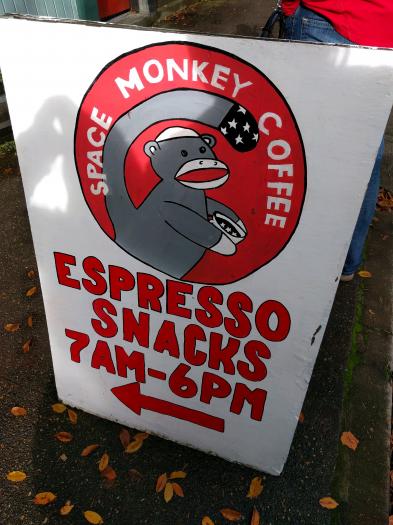 SPACE MONKEY COFFEE
ESPRESSO
SNACKS
7AM-6PM